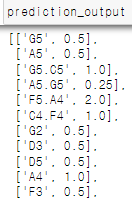 prediction_output
[['G5', 0.5],
['A5', 0.5],
['G5.C5', 1.0],
['A5.G5', 0.25],
['F5.A4', 2.0],
['C4.F4', 1.0],
['G2', 0.5],
['D3', 0.5],
['D5', 0.5],
['A4', 1.0],
['F3', 0.5],